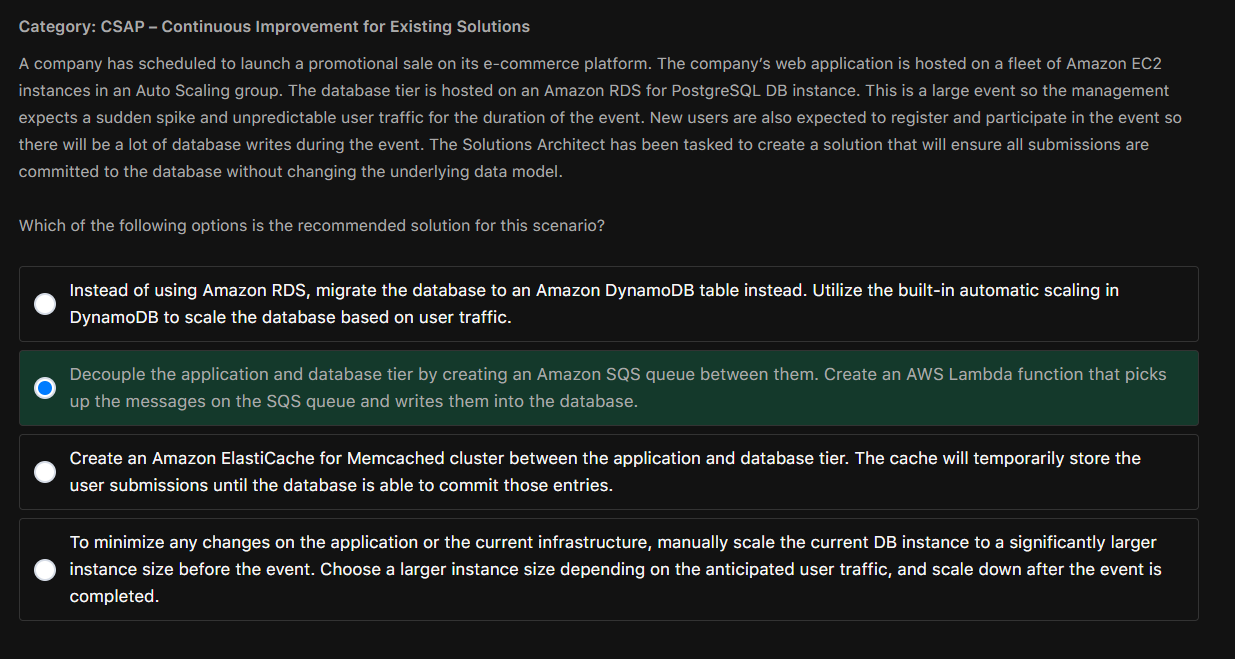 Category: CSAP – Continuous Improvement for Existing Solutions
A company has scheduled to launch a promotional sale on its e-commerce platform. The company’s web application is hosted on a fleet of Amazon EC2
instances in an Auto Scaling group. The database tier is hosted on an Amazon RDS for PostgreSQL DB instance. This is a large event so the management
expects a sudden spike and unpredictable user traffic for the duration of the event. New users are also expected to register and participate in the event so
there will be a lot of database writes during the event. The Solutions Architect has been tasked to create a solution that will ensure all submissions are
committed to the database without changing the underlying data model.
Which of the following options is the recommended solution for this scenario?
Instead of using Amazon RDS, migrate the database to an Amazon DynamoDB table instead. Utilize the built-in automatic scaling in
DynamoDB to scale the database based on user traffic.
Decouple the application and database tier by creating an Amazon SQS queue between them. Create an AWS Lambda function that picks
up the messages on the SQS queue and writes them into the database.
Create an Amazon ElastiCache for Memcached cluster between the application and database tier. The cache will temporarily store the
user submissions until the database is able to commit those entries.
To minimize any changes on the application or the current infrastructure, manually scale the current DB instance to a significantly larger
instance size before the event. Choose a larger instance size depending on the anticipated user traffic, and scale down after the event is
completed.